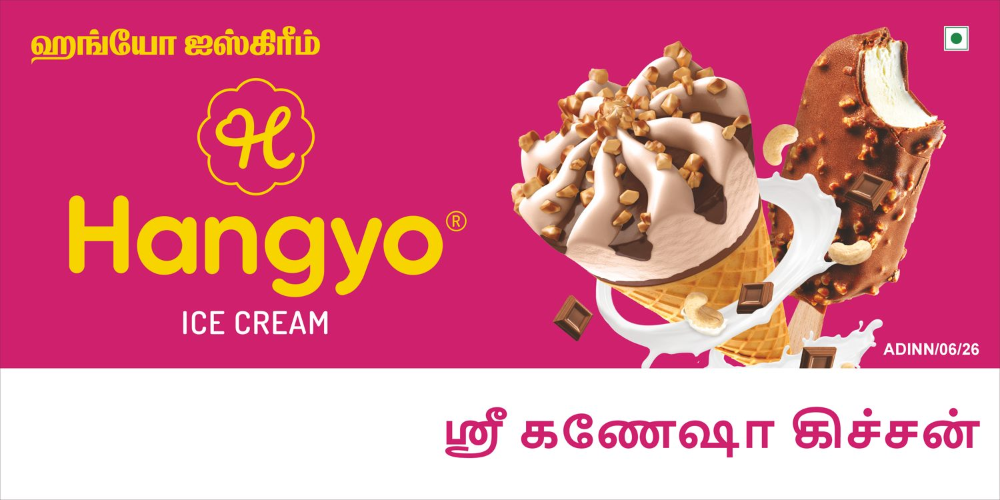 ஹங்யோ ஐஸ்கிரீம்
H
Hangyo®
ICE CREAM
ADINN/06/26
ஸ்ரீ கணேஷா கிச்சன்